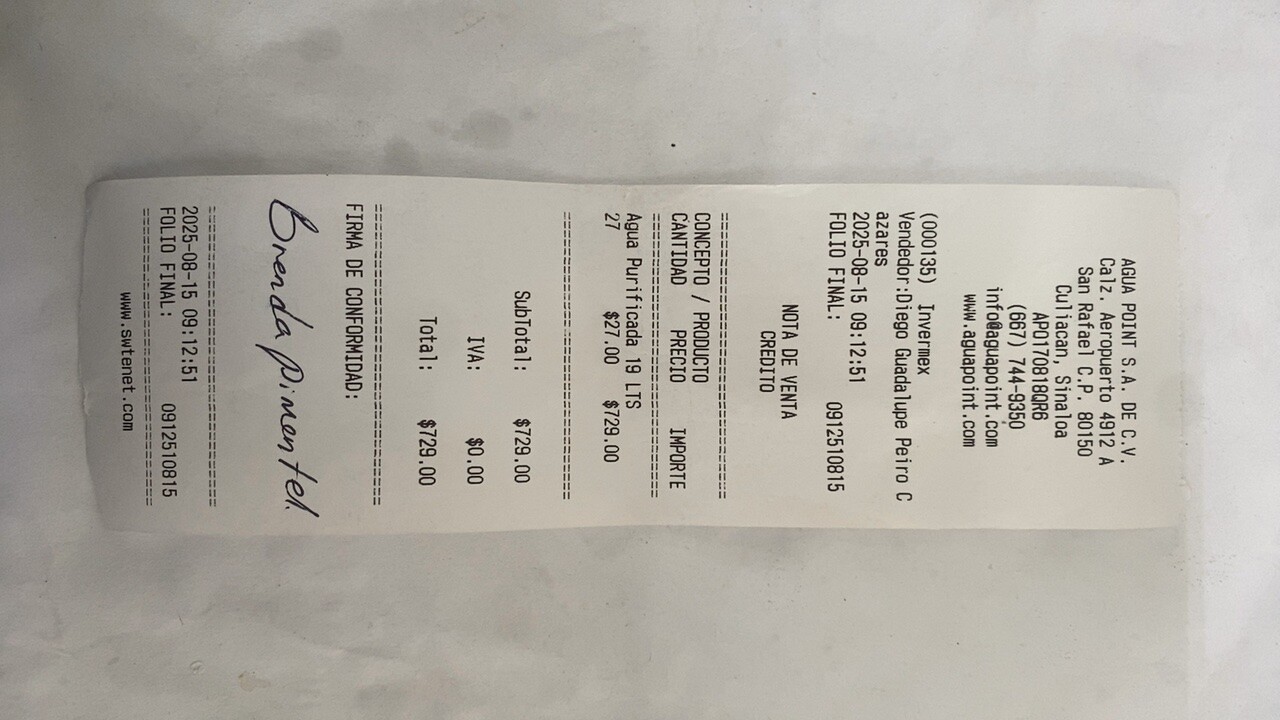 AGUA POINT S.A. DE C.V.
Calz. Aeropuerto 4912 A
San Rafael C.P. 80150
Culiacan, Sinaloa
APO170818QR6
(667) 744-9350
info@aguapoint.com
www.aguapoint.com
(000135) Invermex
Vendedor:Diego Guadalupe Peiro C
azares
2025-08-15 09:12:51
FOLIO FINAL: 0912510815
NOTA DE VENTA
CREDITO
================================
CONCEPTO / PRODUCTO
CANTIDAD PRECIO IMPORTE
================================
Agua Purificada 19 LTS
27 $27.00 $729.00
================================
SubTotal: $729.00
IVA: $0.00
Total: $729.00
================================
FIRMA DE CONFORMIDAD:
Brenda pimentel.
================================
2025-08-15 09:12:51
FOLIO FINAL: 0912510815
================================
www.swtenet.com